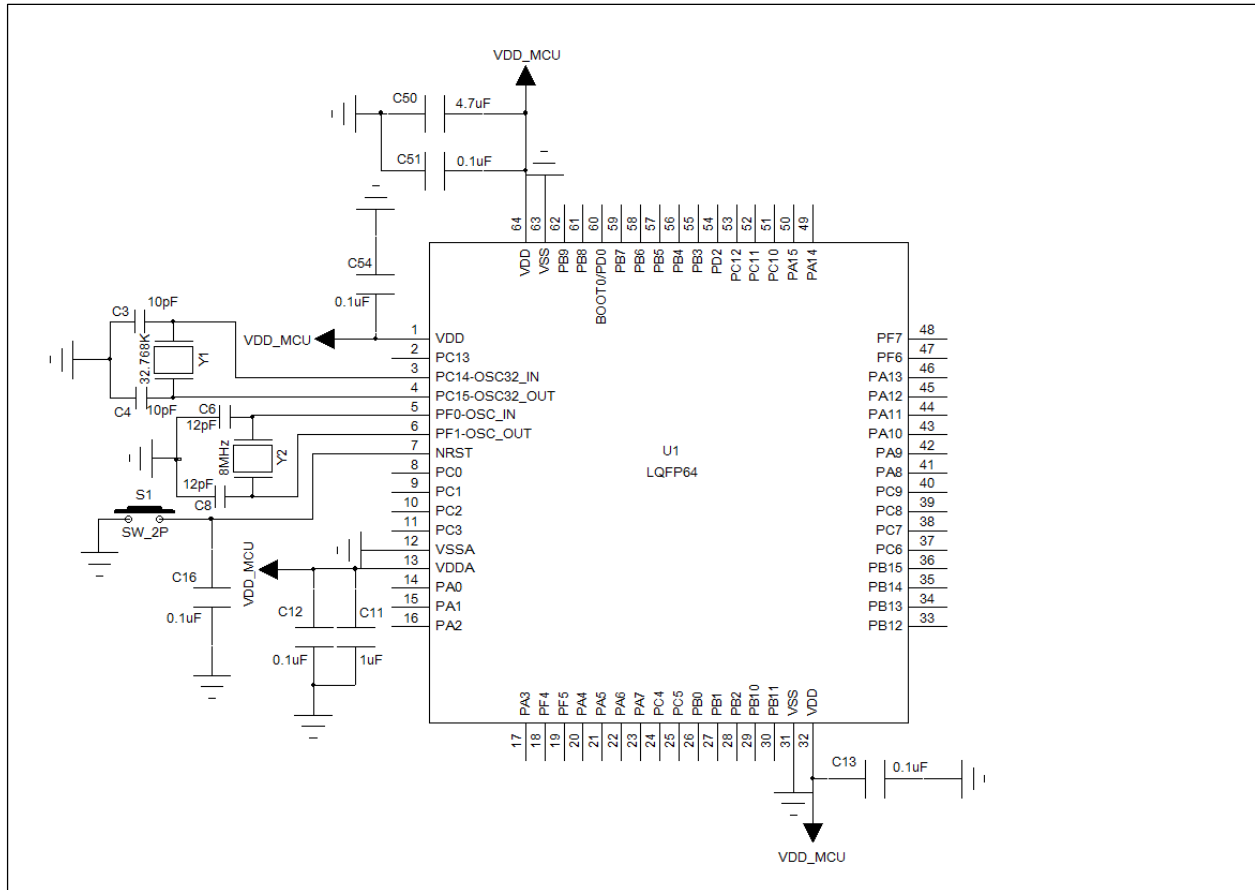 VDD_MCU
C50 4.7uF
C51 0.1uF
C54
0.1uF
VDD_MCU
C3 10pF
32.768K
Y1
C4 10pF
C6
12pF
8MHz
Y2
12pF
C8
S1
SW_2P
C16
0.1uF
VDD_MCU
C12 C11
0.1uF 1uF
64 63 62 61 60 59 58 57 56 55 54 53 52 51 50 49
VDD VSS PB9 PB8 BOOT0/PD0 PB7 PB6 PB5 PB4 PB3 PD2 PC12 PC11 PC10 PA15 PA14
1 VDD
2 PC13
3 PC14-OSC32_IN
4 PC15-OSC32_OUT
5 PF0-OSC_IN
6 PF1-OSC_OUT
7 NRST
8 PC0
9 PC1
10 PC2
11 PC3
12 VSSA
13 VDDA
14 PA0
15 PA1
16 PA2
U1
LQFP64
PF7 48
PF6 47
PA13 46
PA12 45
PA11 44
PA10 43
PA9 42
PA8 41
PC9 40
PC8 39
PC7 38
PC6 37
PB15 36
PB14 35
PB13 34
PB12 33
PA3 PF4 PF5 PA4 PA5 PA6 PA7 PC4 PC5 PB0 PB1 PB2 PB10 PB11 VSS VDD
17 18 19 20 21 22 23 24 25 26 27 28 29 30 31 32
C13 0.1uF
VDD_MCU